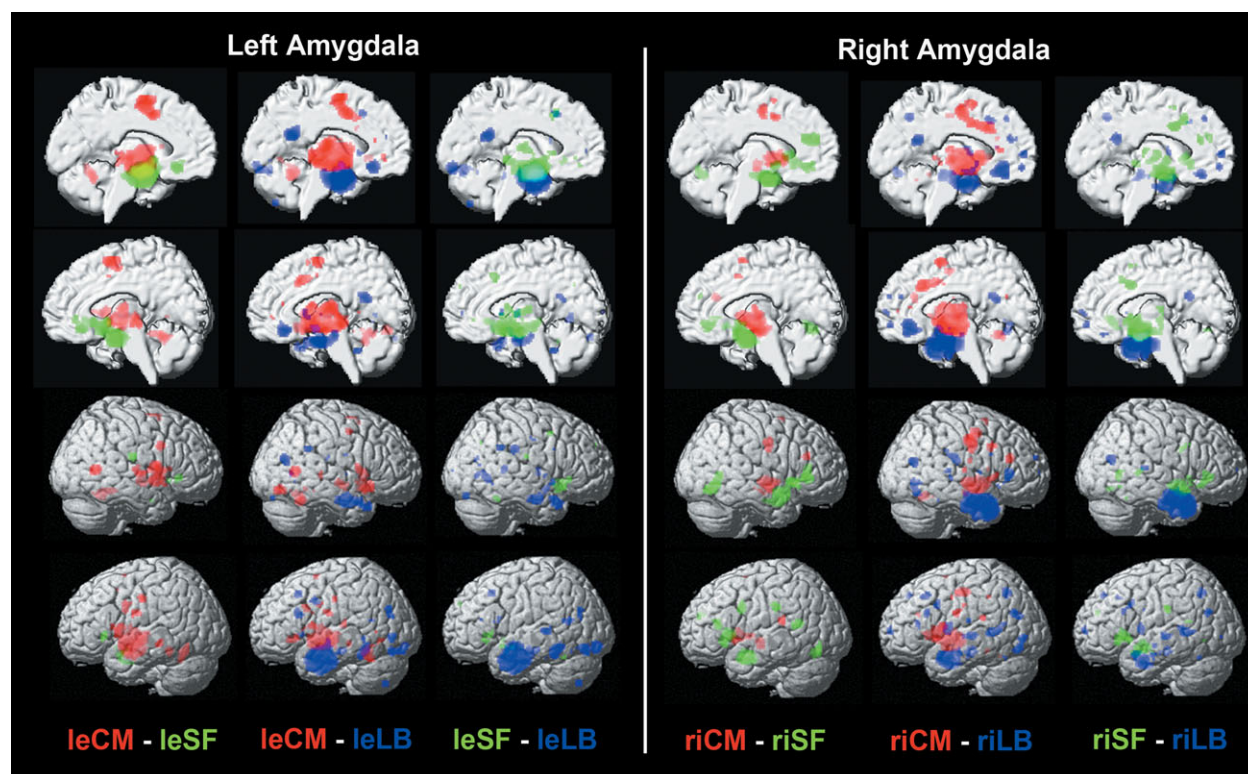 Left Amygdala
Right Amygdala
leCM - leSF
leCM - leLB
leSF - leLB
riCM - riSF
riCM - riLB
riSF - riLB